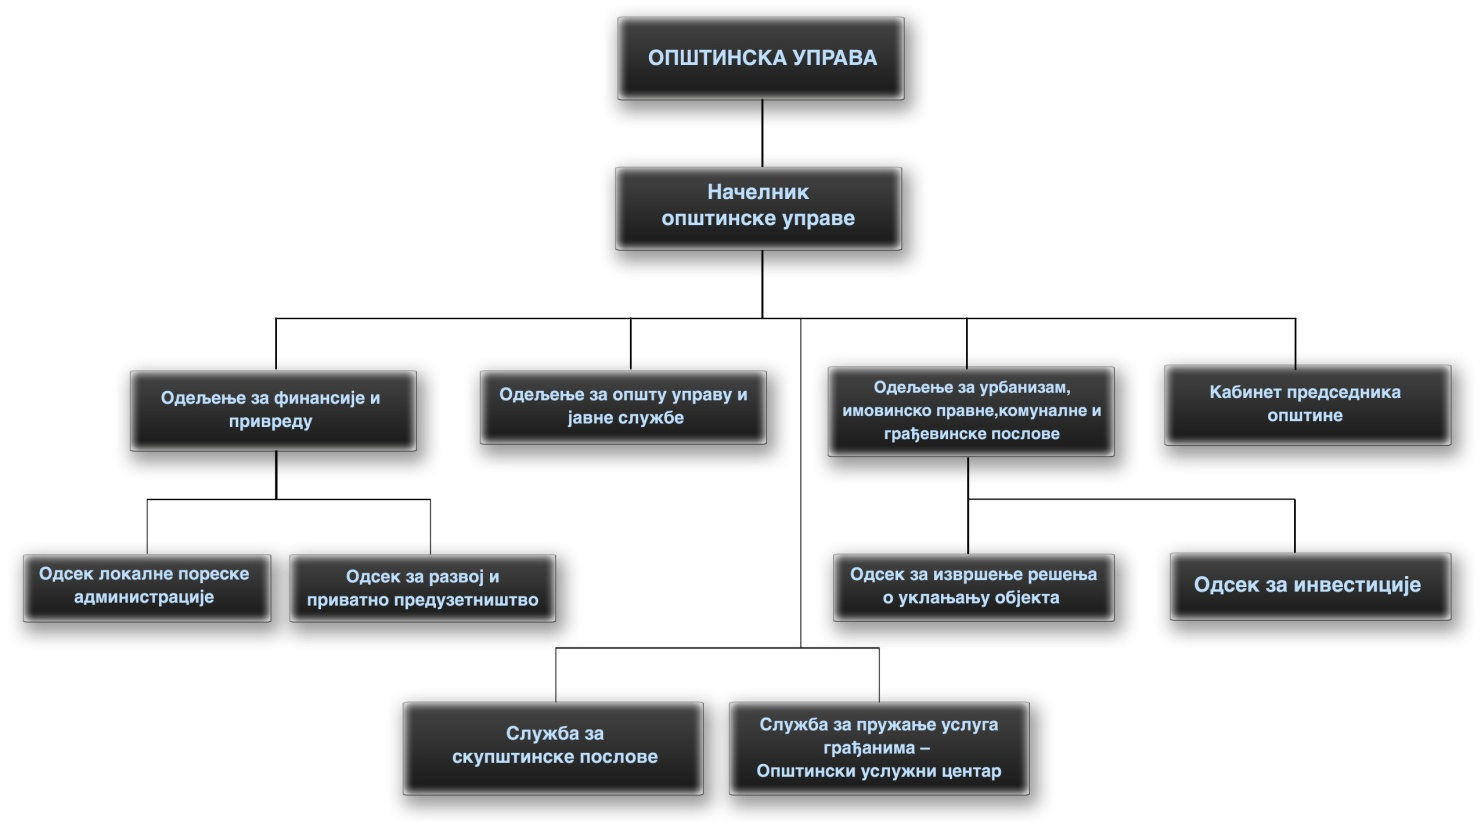 ОПШТИНСКА УПРАВА
Начелник
општинске управе
Одељење за финансије и
привреду
Одељење за општу управу и
јавне службе
Одељење за урбанизам,
имовинско правне,комуналне и
грађевинске послове
Кабинет председника
општине
Одсек локалне пореске
администрације
Одсек за развој и
приватно предузетништво
Одсек за извршење решења
о уклањању објекта
Одсек за инвестиције
Служба за
скупштинске послове
Служба за пружање услуга
грађанима –
Општински услужни центар